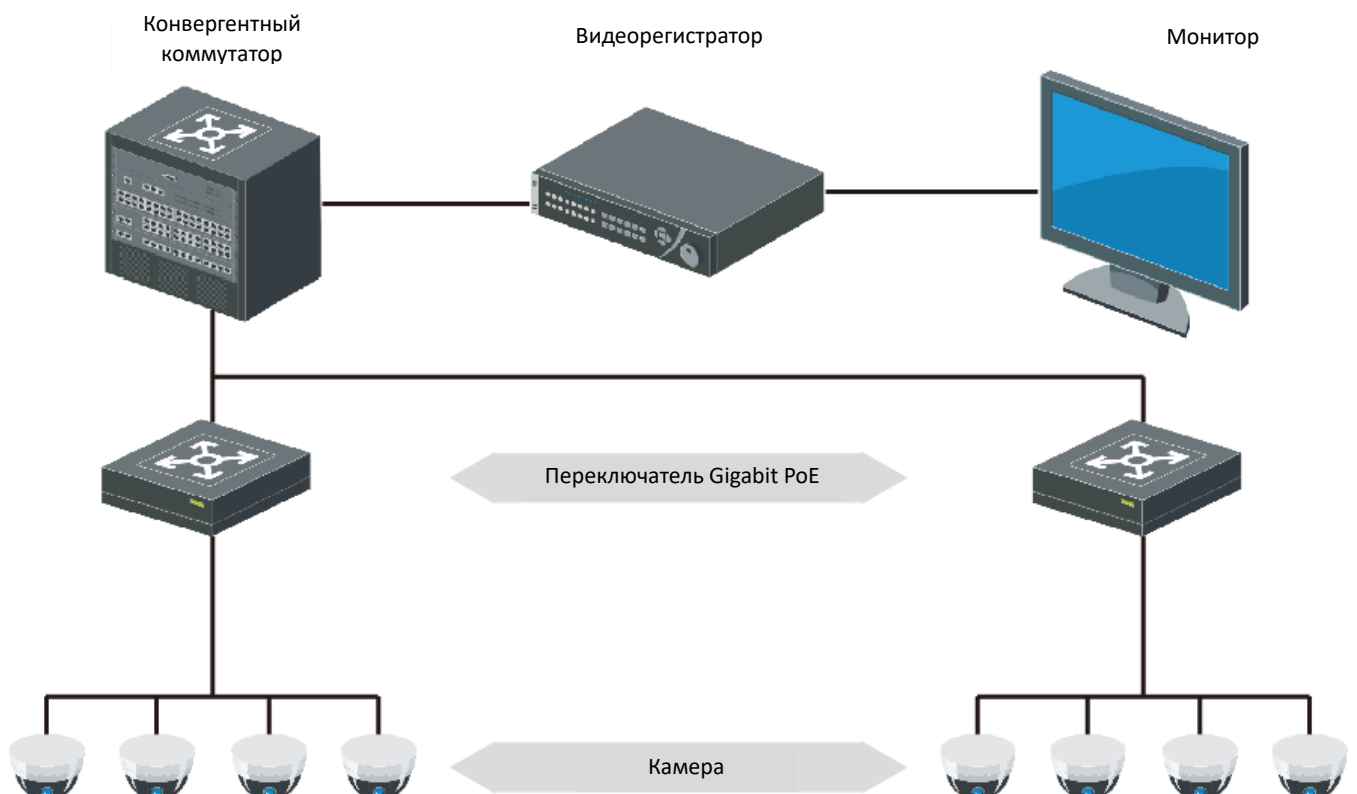 Конвергентный
коммутатор
Видеорегистратор
Монитор
Переключатель Gigabit PoE
Камера